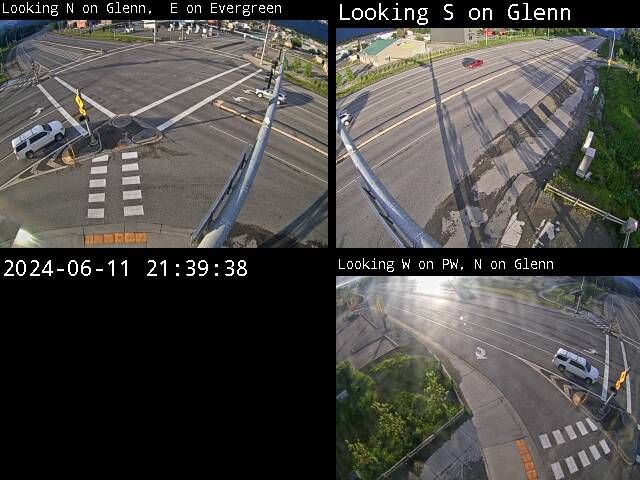 Looking N on Glenn,  E on Evergreen
Looking S on Glenn
2024-06-11 21:39:38
Looking W on PW, N on Glenn